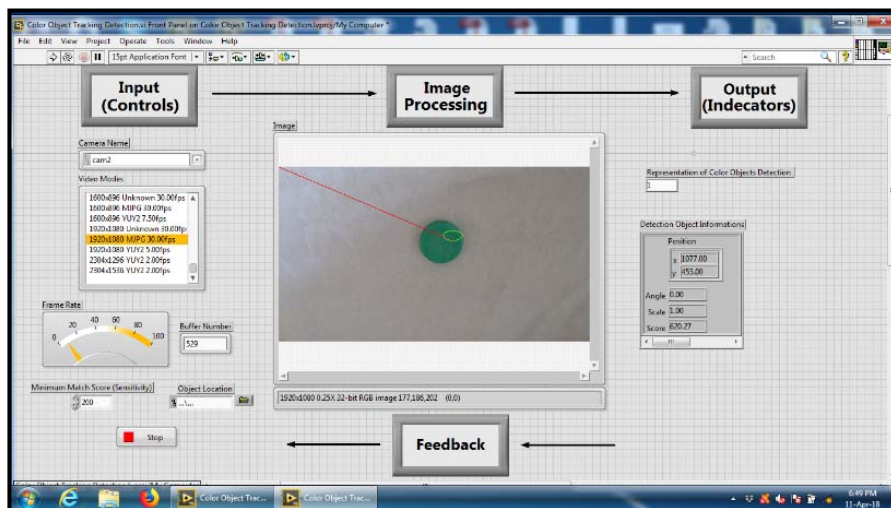 Color Object Tracking Detection.vi Front Panel on Color Object Tracking Detection.lvproj/My Computer *
File Edit View Project Operate Tools Window Help
15pt Application Font
Search
Input
(Controls)
Image
Processing
Output
(Indecators)
Camera Name
cam2
Video Modes
1600x896 Unknown 30.00fps
1600x896 MJPG 30.00fps
1600x896 YUY2 7.50fps
1920x1080 Unknown 30.00fp
1920x1080 MJPG 30.00fps
1920x1080 YUY2 5.00fps
2304x1296 YUY2 2.00fps
2304x1536 YUY2 2.00fps
Frame Rate
0 20 40 60 80 100
Buffer Number
529
Minimum Match Score (Sensitivity)
200
Object Location
..\...
Stop
Image
1920x1080 0.25X 32-bit RGB image 177,186,202 (0,0)
Representation of Color Objects Detection
1
Detection Object Informations
Position
x 1077.00
y 453.00
Angle 0.00
Scale 1.00
Score 620.27
Feedback
Color Object Trac...
Color Object Trac...
6:49 PM
11-Apr-18